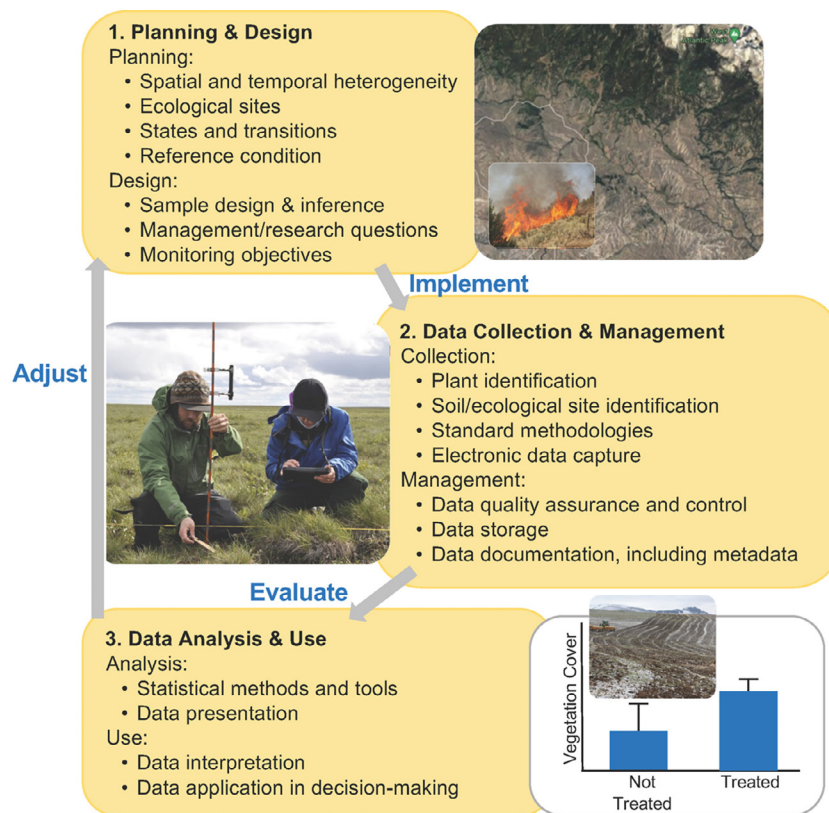 1. Planning & Design
Planning:
• Spatial and temporal heterogeneity
• Ecological sites
• States and transitions
• Reference condition
Design:
• Sample design & inference
• Management/research questions
• Monitoring objectives
Implement
Adjust
2. Data Collection & Management
Collection:
• Plant identification
• Soil/ecological site identification
• Standard methodologies
• Electronic data capture
Management:
• Data quality assurance and control
• Data storage
• Data documentation, including metadata
Evaluate
3. Data Analysis & Use
Analysis:
• Statistical methods and tools
• Data presentation
Use:
• Data interpretation
• Data application in decision-making
Vegetation Cover
Not
Treated
Treated